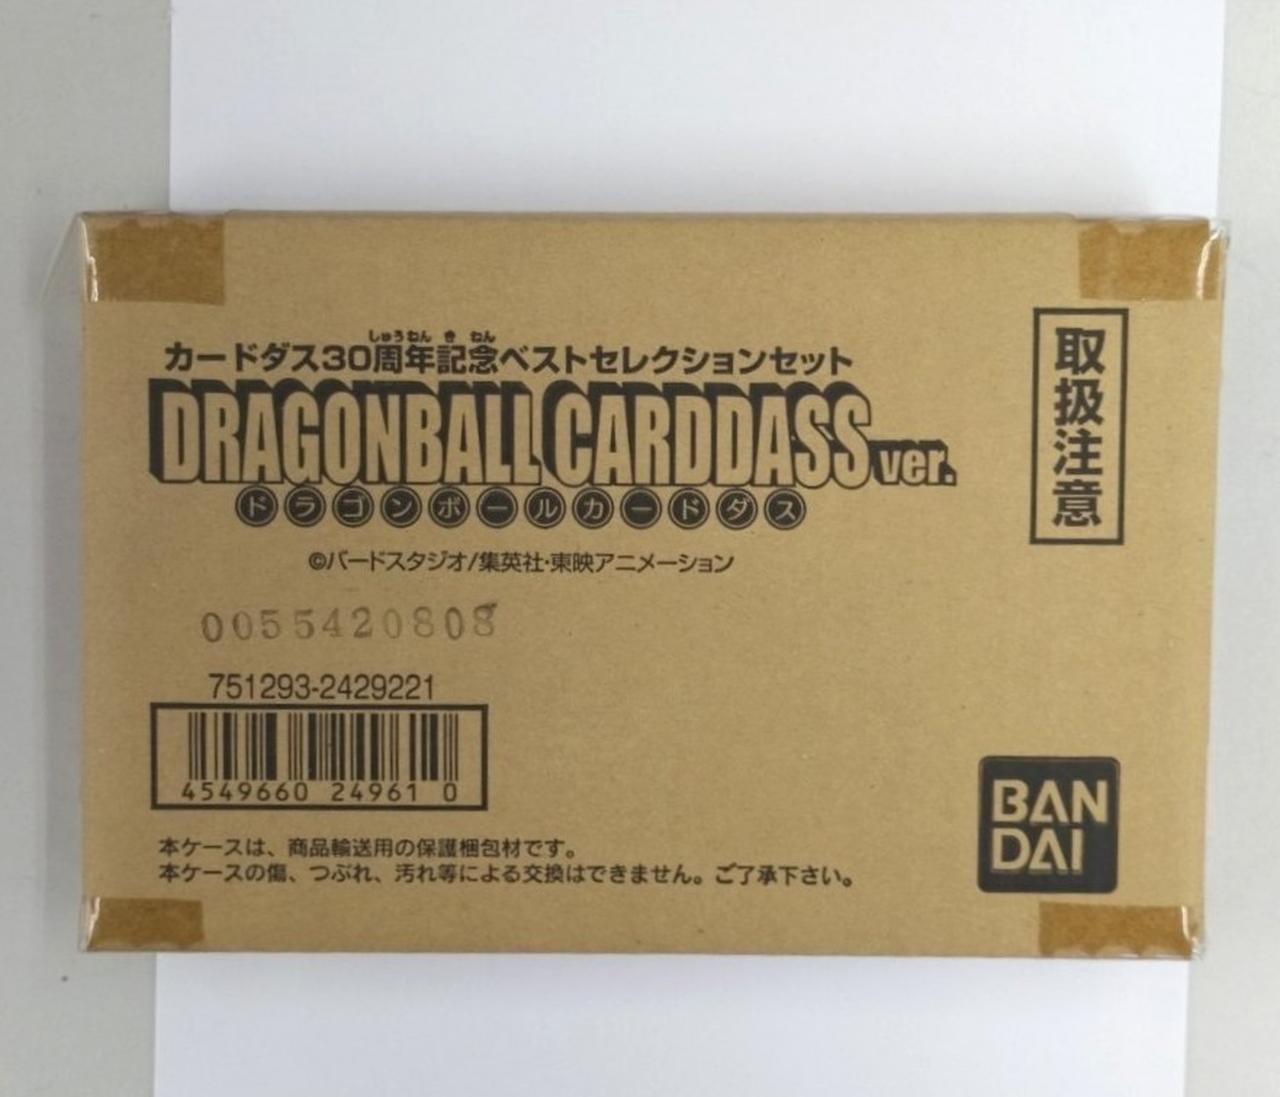 しゅうねん き ねん
カードダス30周年記念ベストセレクションセット
DRAGONBALL CARDDASS ver.
ドラゴンボールカードダス
©バードスタジオ/集英社・東映アニメーション
0055420808
751293-2429221
4549660 24961 0
本ケースは、商品輸送用の保護梱包材です。
本ケースの傷、つぶれ、汚れ等による交換はできません。ご了承下さい。
取扱注意
BAN
DAI